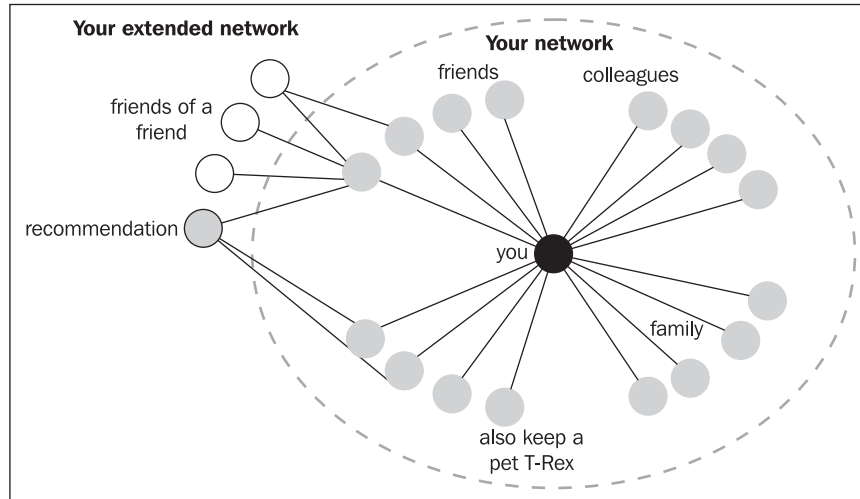 Your extended network
Your network
friends
colleagues
friends of a
friend
recommendation
you
family
also keep a
pet T-Rex